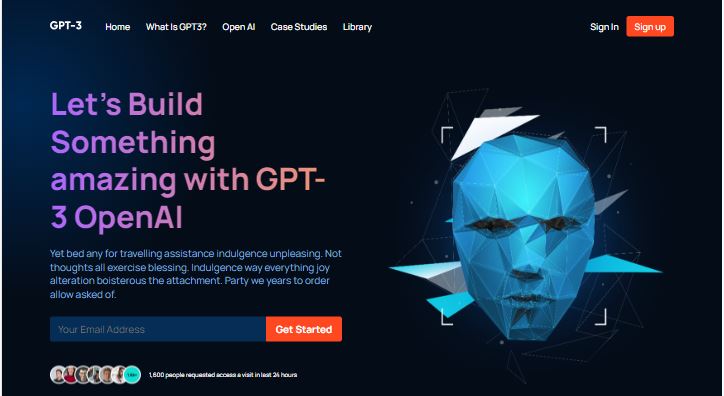 GPT-3
Home
What Is GPT3?
Open AI
Case Studies
Library
Sign In
Sign up
Let's Build
Something
amazing with GPT-
3 OpenAI
Yet bed any for travelling assistance indulgence unpleasing. Not
thoughts all exercise blessing. Indulgence way everything joy
alteration boisterous the attachment. Party we years to order
allow asked of.
Your Email Address
Get Started
1,600 people requested access a visit in last 24 hours